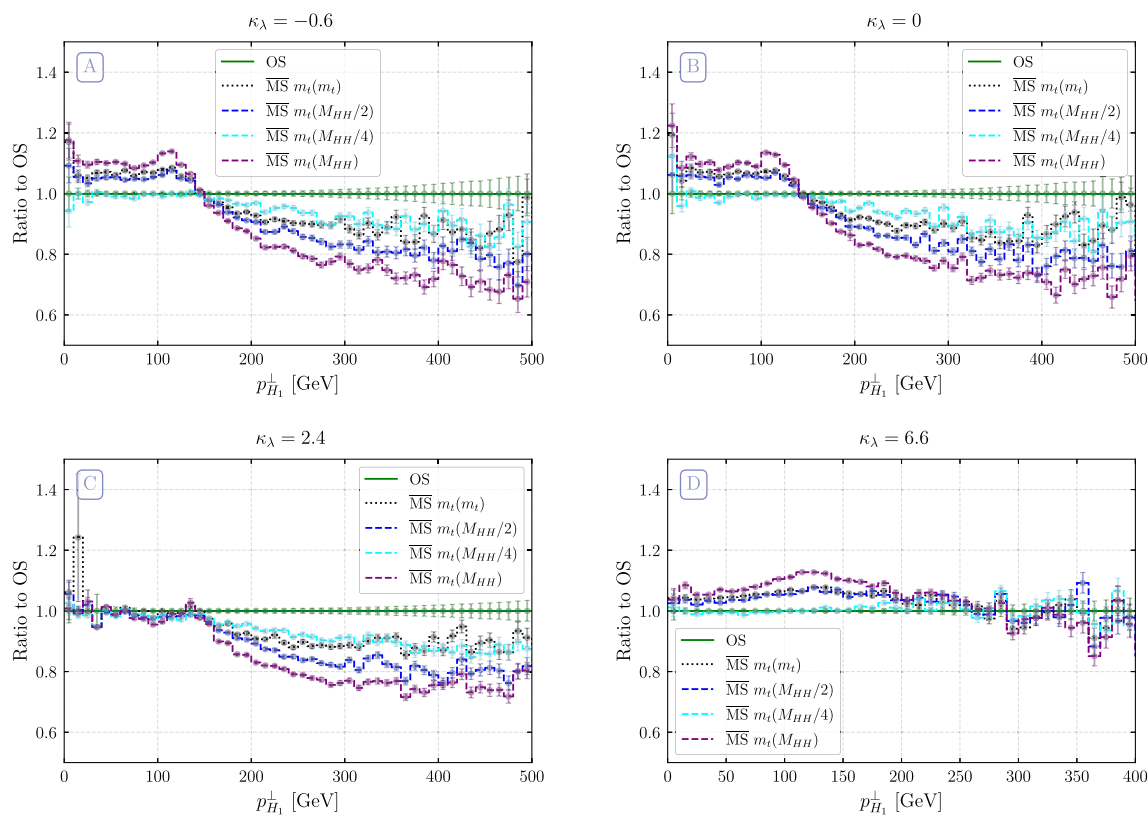 κλ = −0.6
A
OS
MS mt(mt)
MS mt(MHH/2)
MS mt(MHH/4)
MS mt(MHH)
Ratio to OS
1.4
1.2
1.0
0.8
0.6
0 100 200 300 400 500
p⊥H1 [GeV]
κλ = 0
B
OS
MS mt(mt)
MS mt(MHH/2)
MS mt(MHH/4)
MS mt(MHH)
Ratio to OS
1.4
1.2
1.0
0.8
0.6
0 100 200 300 400 500
p⊥H1 [GeV]
κλ = 2.4
C
OS
MS mt(mt)
MS mt(MHH/2)
MS mt(MHH/4)
MS mt(MHH)
Ratio to OS
1.4
1.2
1.0
0.8
0.6
0 100 200 300 400 500
p⊥H1 [GeV]
κλ = 6.6
D
Ratio to OS
1.4
1.2
1.0
0.8
0.6
OS
MS mt(mt)
MS mt(MHH/2)
MS mt(MHH/4)
MS mt(MHH)
0 50 100 150 200 250 300 350 400
p⊥H1 [GeV]